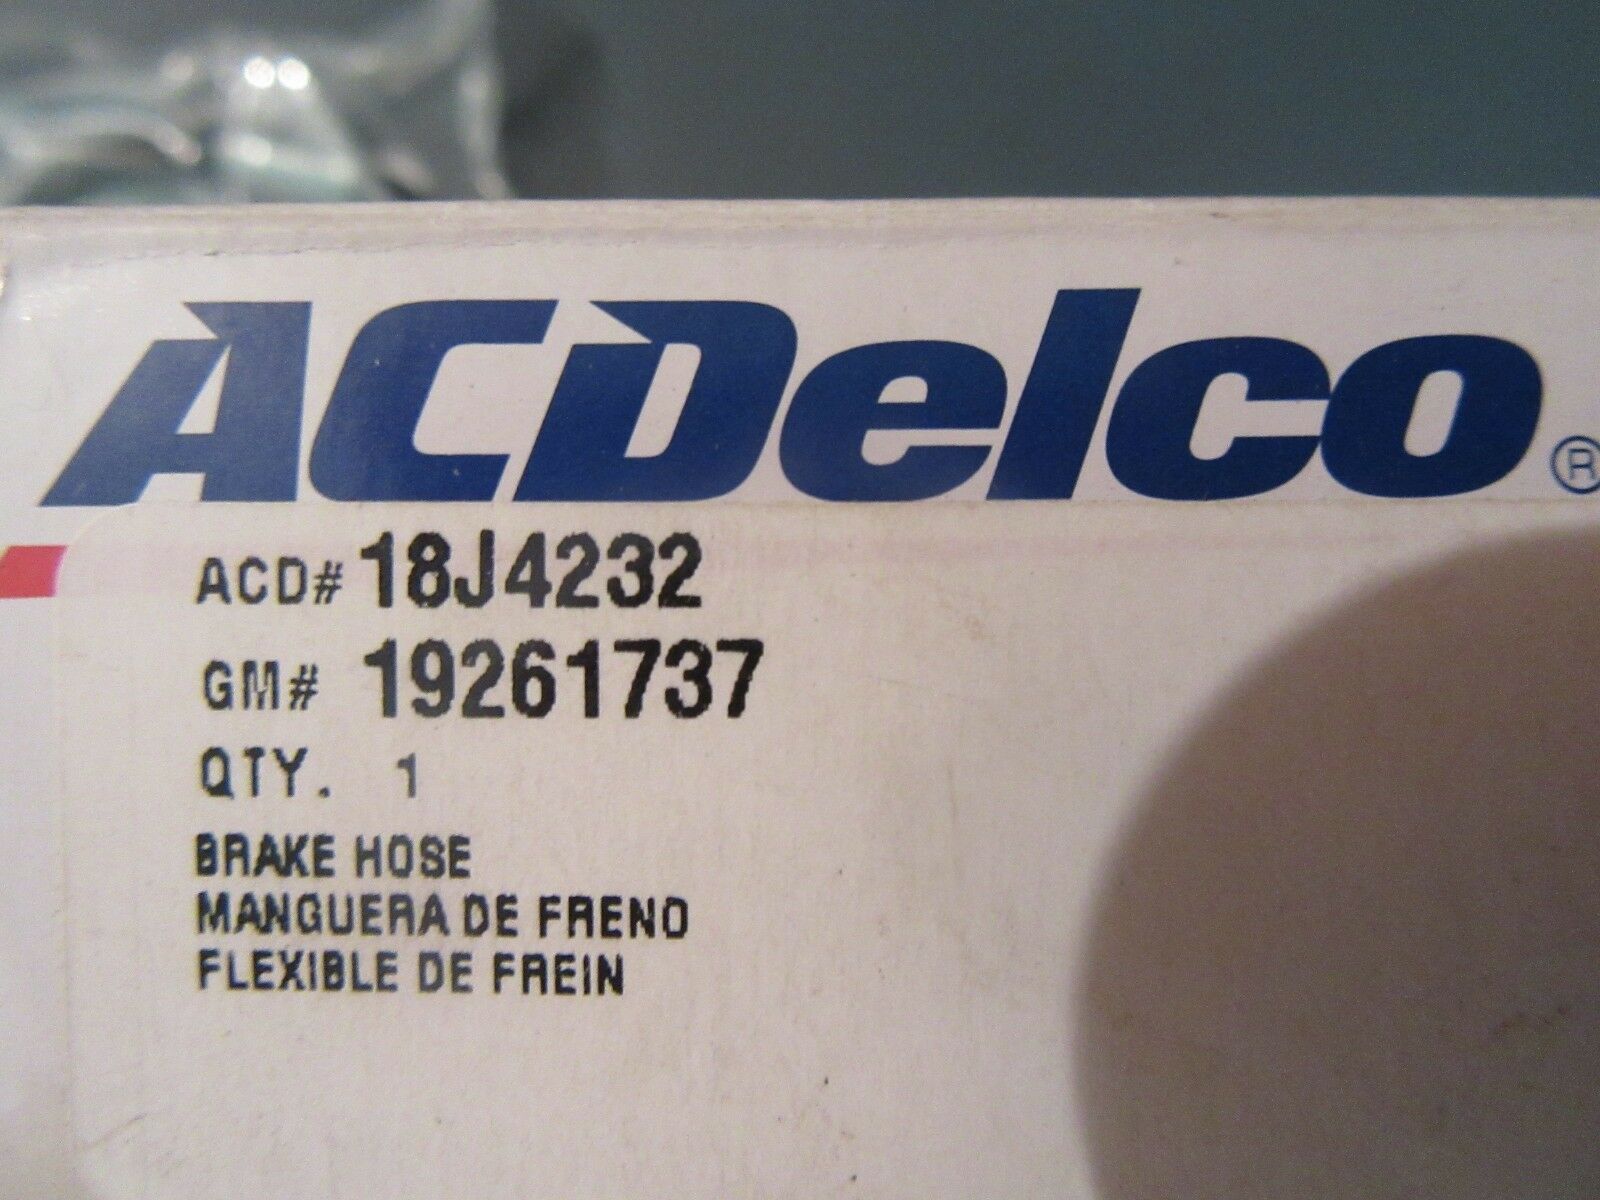 ACDelco®
ACD# 18J4232
GM# 19261737
QTY. 1
BRAKE HOSE
MANGUERA DE FRENO
FLEXIBLE DE FREIN